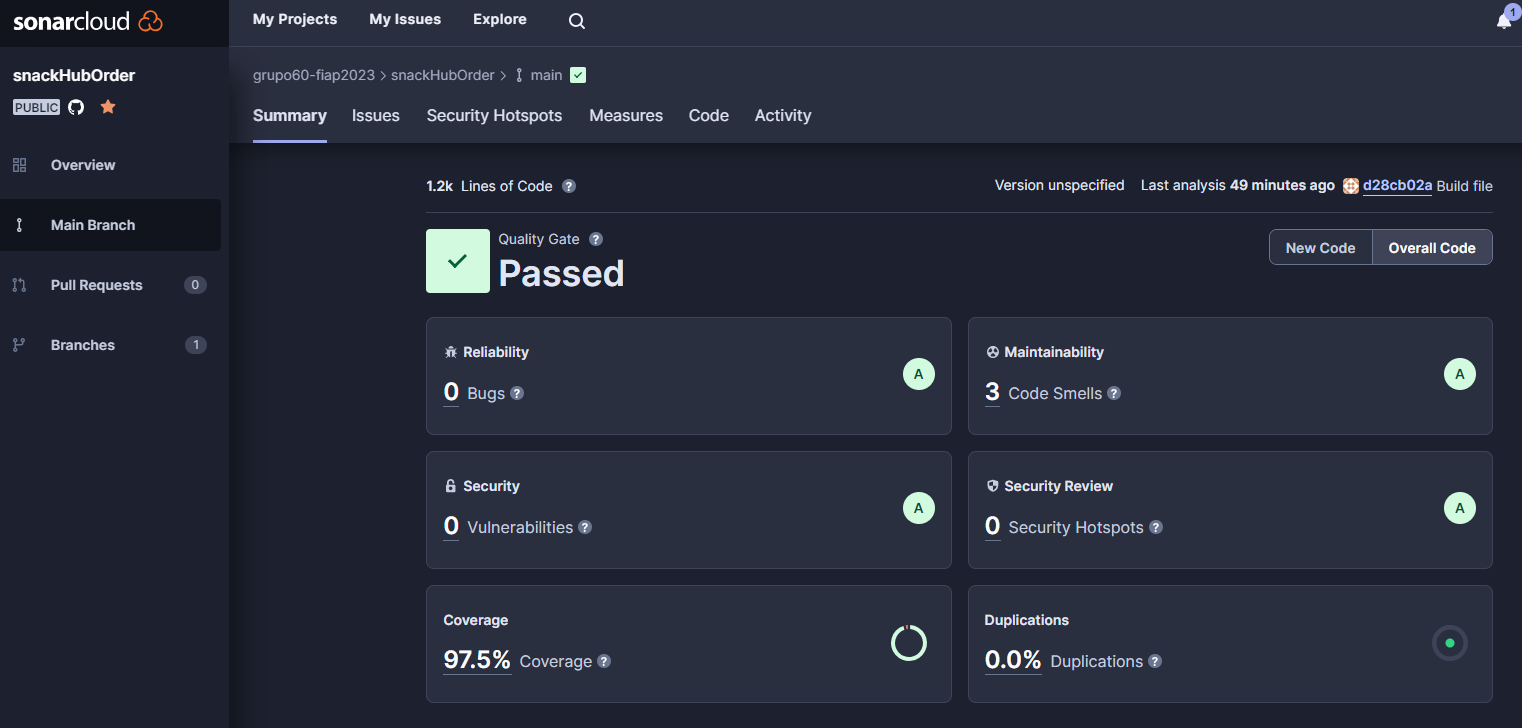 sonarcloud
My Projects My Issues Explore
1
snackHubOrder
PUBLIC
Overview
Main Branch
Pull Requests 0
Branches 1
grupo60-fiap2023 > snackHubOrder > main
Summary Issues Security Hotspots Measures Code Activity
1.2k Lines of Code ?
Version unspecified Last analysis 49 minutes ago d28cb02a Build file
Quality Gate ?
Passed
New Code Overall Code
Reliability
0 Bugs ?
A
Maintainability
3 Code Smells ?
A
Security
0 Vulnerabilities ?
A
Security Review
0 Security Hotspots ?
A
Coverage
97.5% Coverage ?
Duplications
0.0% Duplications ?